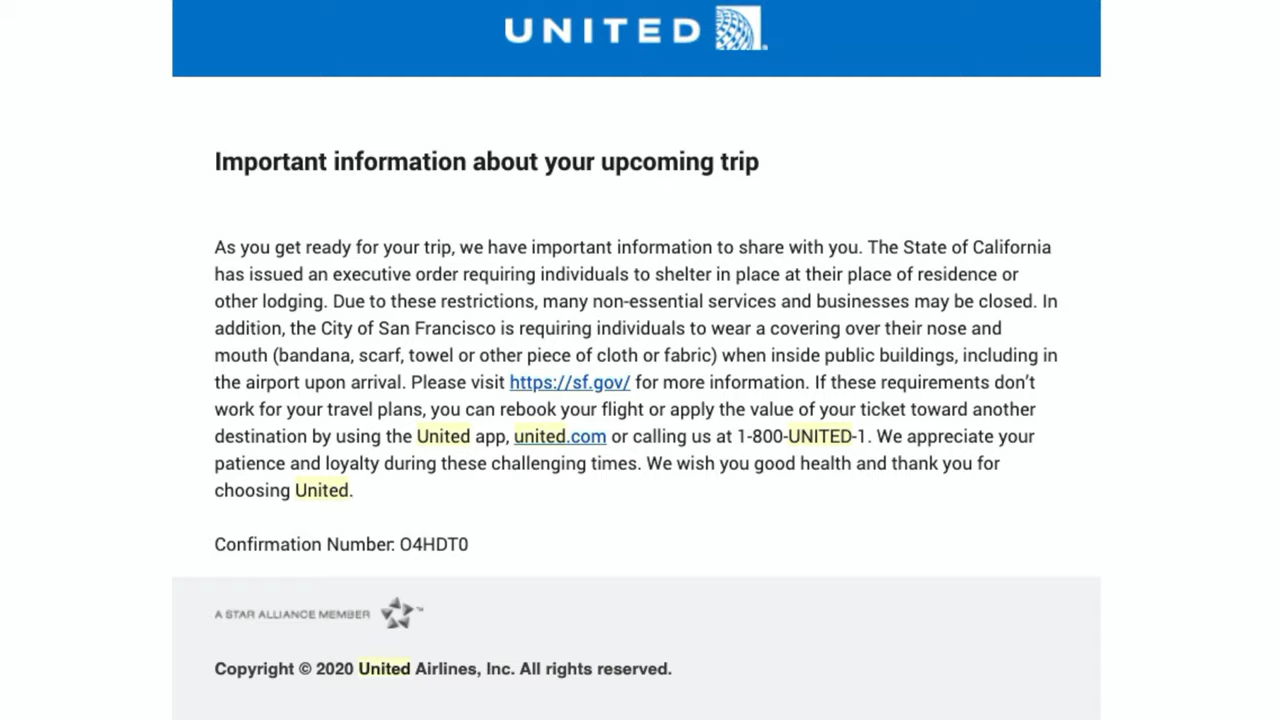 UNITED
Important information about your upcoming trip
As you get ready for your trip, we have important information to share with you. The State of California
has issued an executive order requiring individuals to shelter in place at their place of residence or
other lodging. Due to these restrictions, many non-essential services and businesses may be closed. In
addition, the City of San Francisco is requiring individuals to wear a covering over their nose and
mouth (bandana, scarf, towel or other piece of cloth or fabric) when inside public buildings, including in
the airport upon arrival. Please visit https://sf.gov/ for more information. If these requirements don’t
work for your travel plans, you can rebook your flight or apply the value of your ticket toward another
destination by using the United app, united.com or calling us at 1-800-UNITED-1. We appreciate your
patience and loyalty during these challenging times. We wish you good health and thank you for
choosing United.
Confirmation Number: O4HDT0
A STAR ALLIANCE MEMBER ™
Copyright © 2020 United Airlines, Inc. All rights reserved.